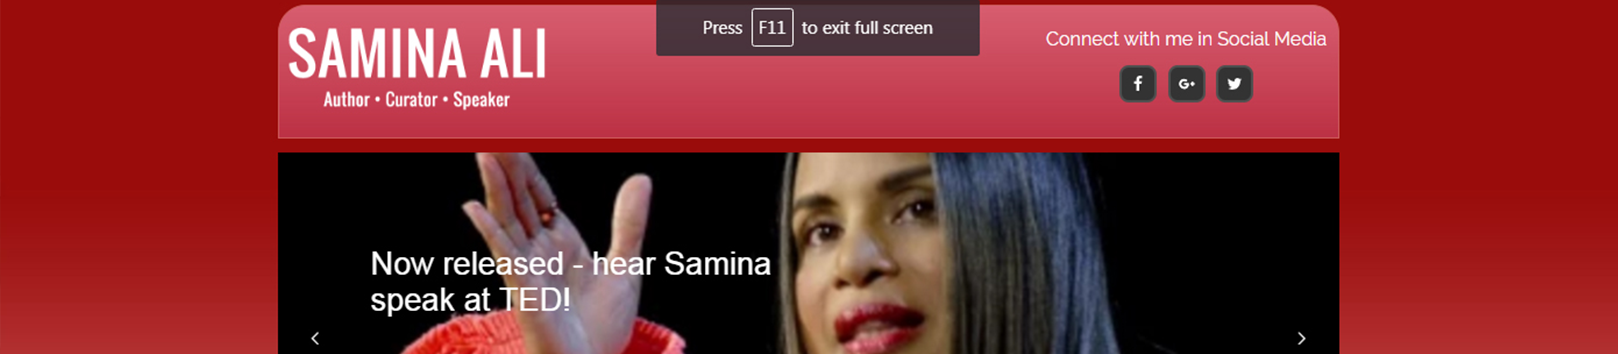 SAMINA ALI
Author • Curator • Speaker
Press F11 to exit full screen
Connect with me in Social Media
f G+
Now released - hear Samina
speak at TED!